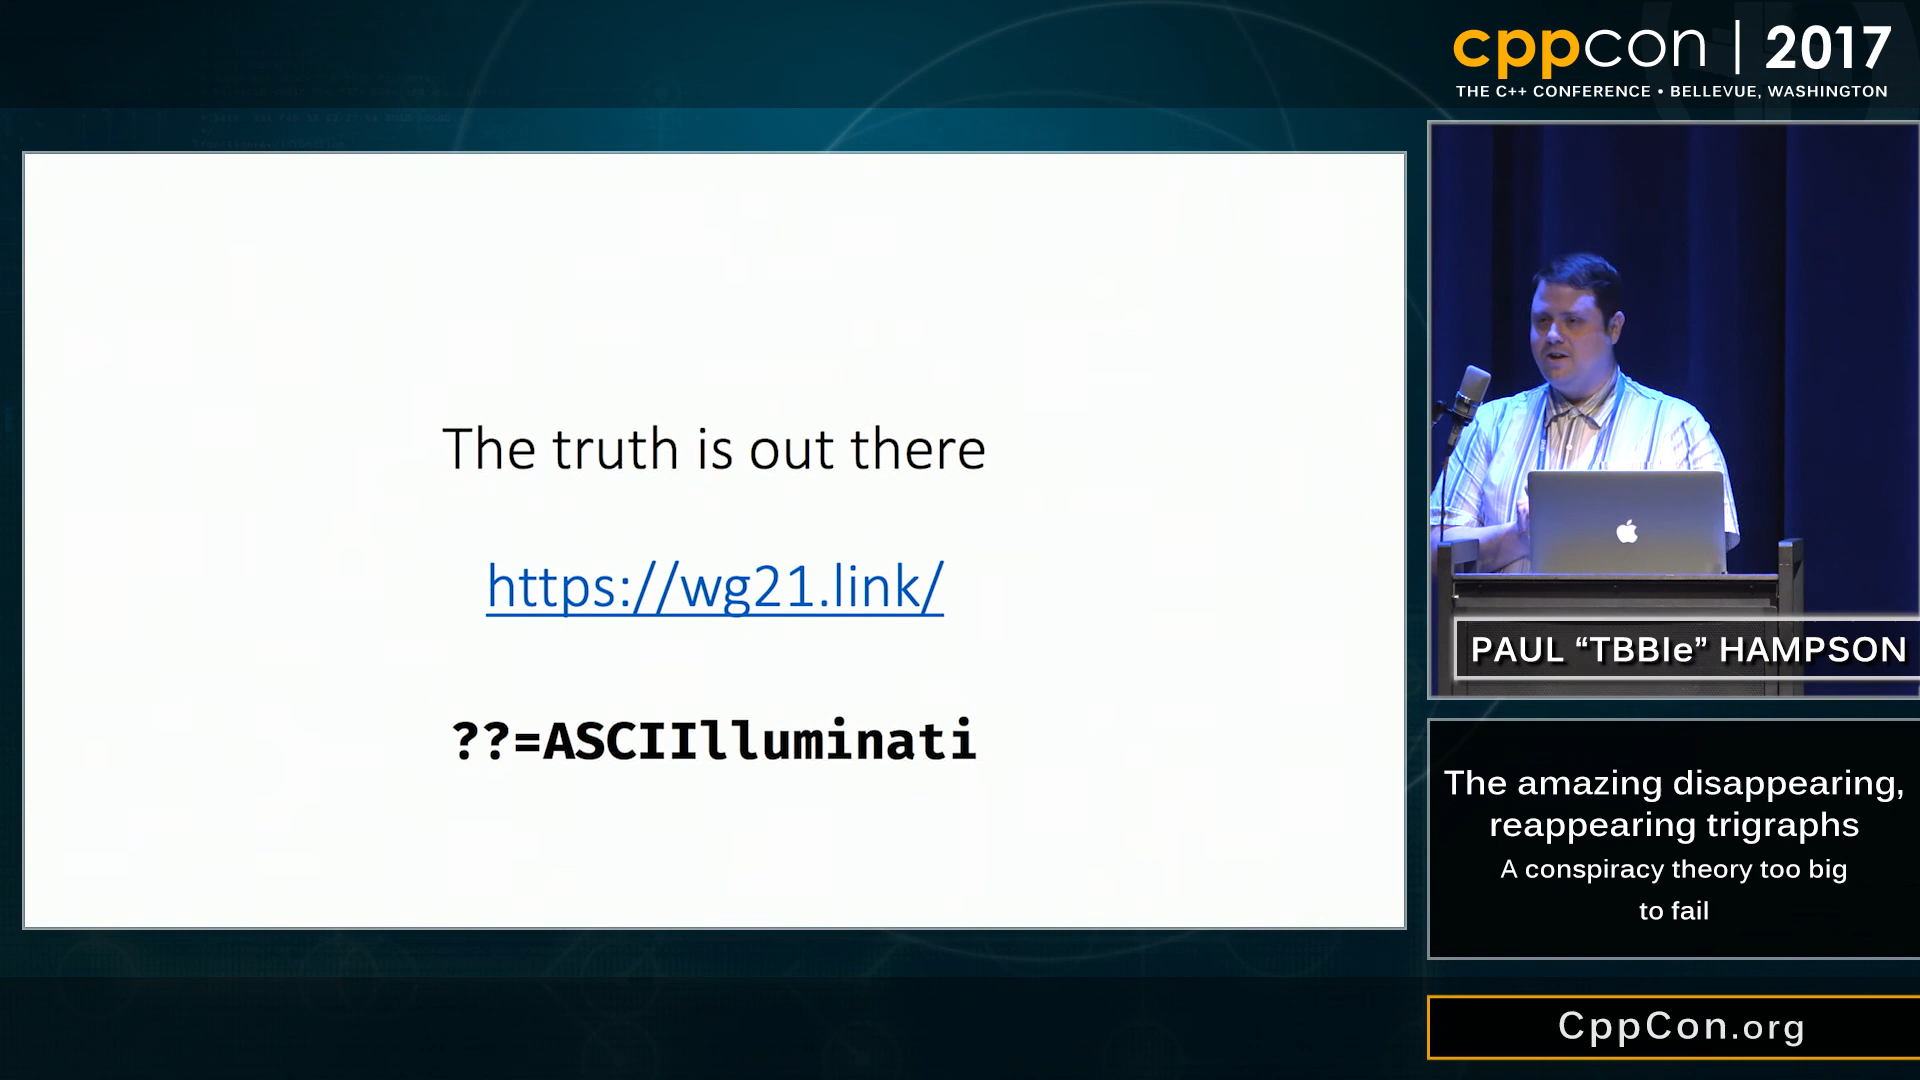 cppcon | 2017
THE C++ CONFERENCE • BELLEVUE, WASHINGTON
The truth is out there
https://wg21.link/
??=ASCIIlluminati
PAUL “TBBle” HAMPSON
The amazing disappearing,
reappearing trigraphs
A conspiracy theory too big
to fail
CppCon.org